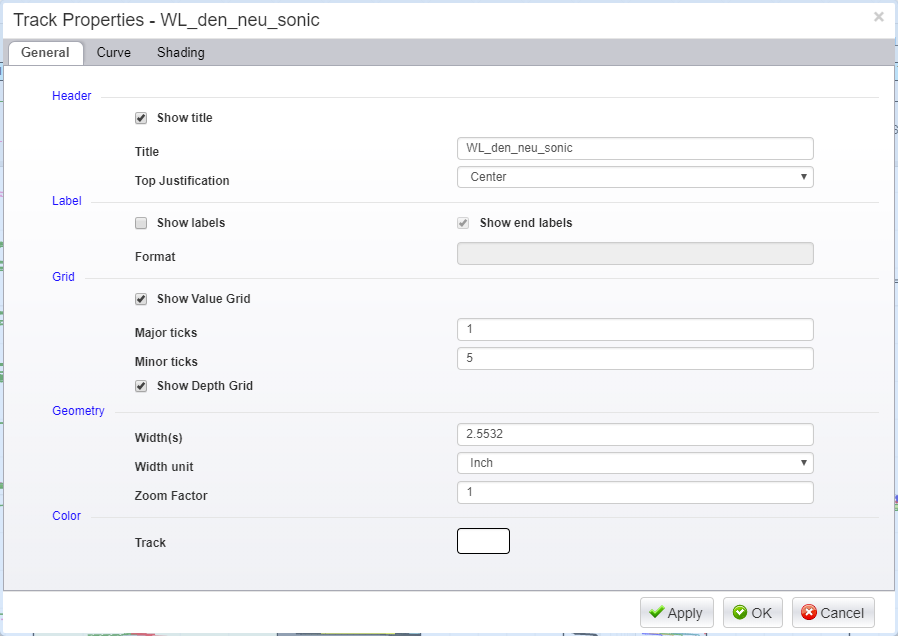 Track Properties - WL_den_neu_sonic
General Curve Shading
Header
Show title
Title WL_den_neu_sonic
Top Justification Center
Label
Show labels Show end labels
Format
Grid
Show Value Grid
Major ticks 1
Minor ticks 5
Show Depth Grid
Geometry
Width(s) 2.5532
Width unit Inch
Zoom Factor 1
Color
Track
Apply OK Cancel